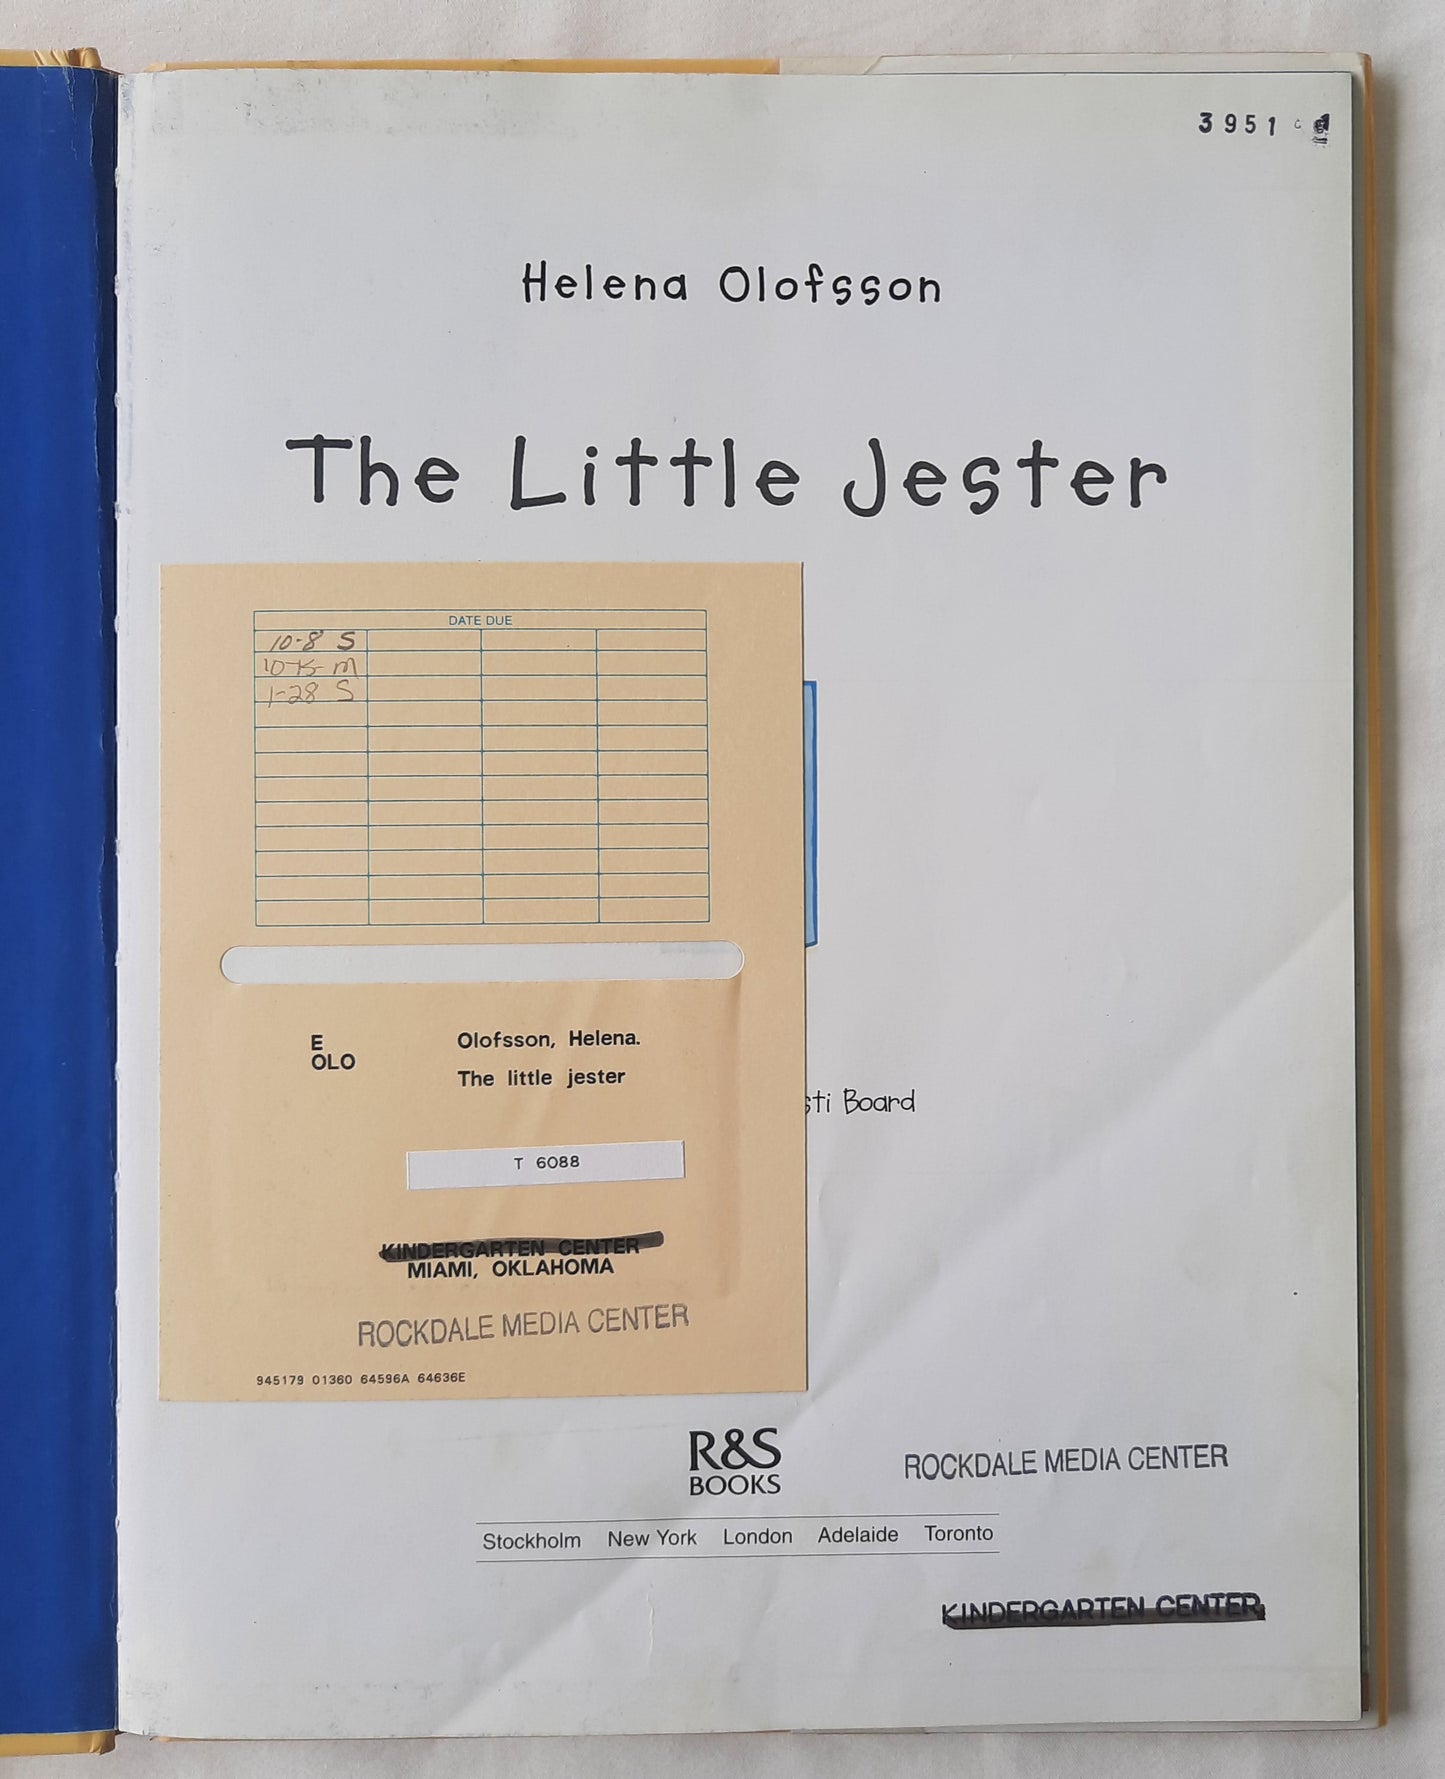 3951
Helena Olofsson
The Little Jester
DATE DUE
10-8 S
10-15 M
1-28 S
E
OLO
Olofsson, Helena.
The little jester
sti Board
T 6088
KINDERGARTEN CENTER
MIAMI, OKLAHOMA
ROCKDALE MEDIA CENTER
945179 01360 64596A 64636E
R&S
BOOKS
ROCKDALE MEDIA CENTER
Stockholm New York London Adelaide Toronto
KINDERGARTEN CENTER